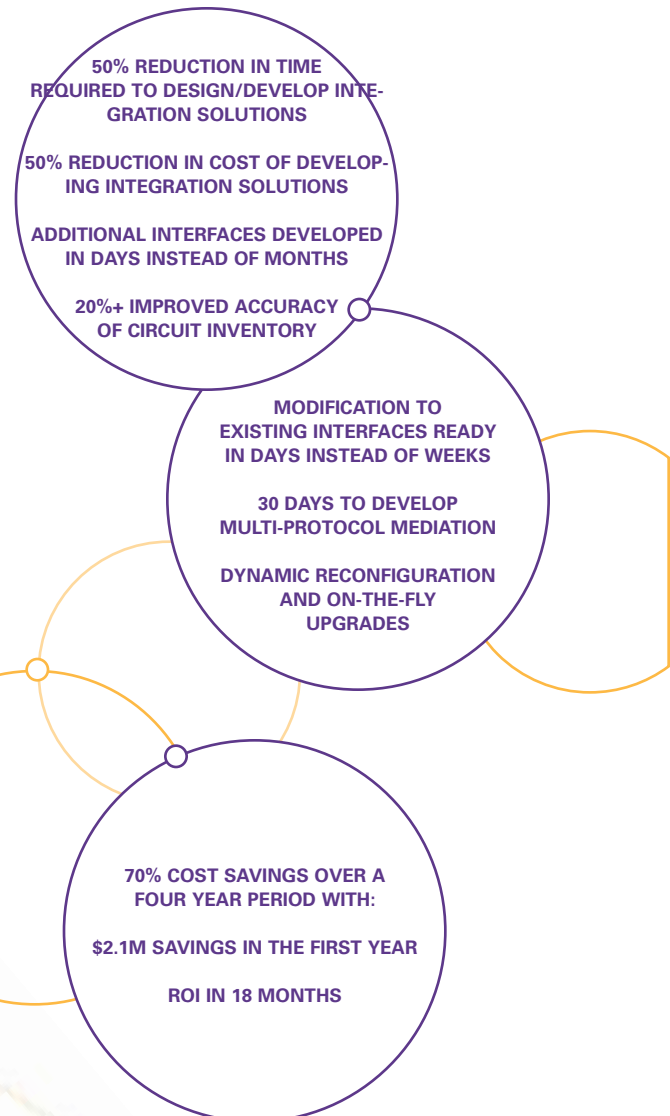 50% REDUCTION IN TIME
REQUIRED TO DESIGN/DEVELOP INTE-
GRATION SOLUTIONS
50% REDUCTION IN COST OF DEVELOP-
ING INTEGRATION SOLUTIONS
ADDITIONAL INTERFACES DEVELOPED
IN DAYS INSTEAD OF MONTHS
20%+ IMPROVED ACCURACY
OF CIRCUIT INVENTORY
MODIFICATION TO
EXISTING INTERFACES READY
IN DAYS INSTEAD OF WEEKS
30 DAYS TO DEVELOP
MULTI-PROTOCOL MEDIATION
DYNAMIC RECONFIGURATION
AND ON-THE-FLY
UPGRADES
70% COST SAVINGS OVER A
FOUR YEAR PERIOD WITH:
$2.1M SAVINGS IN THE FIRST YEAR
ROI IN 18 MONTHS